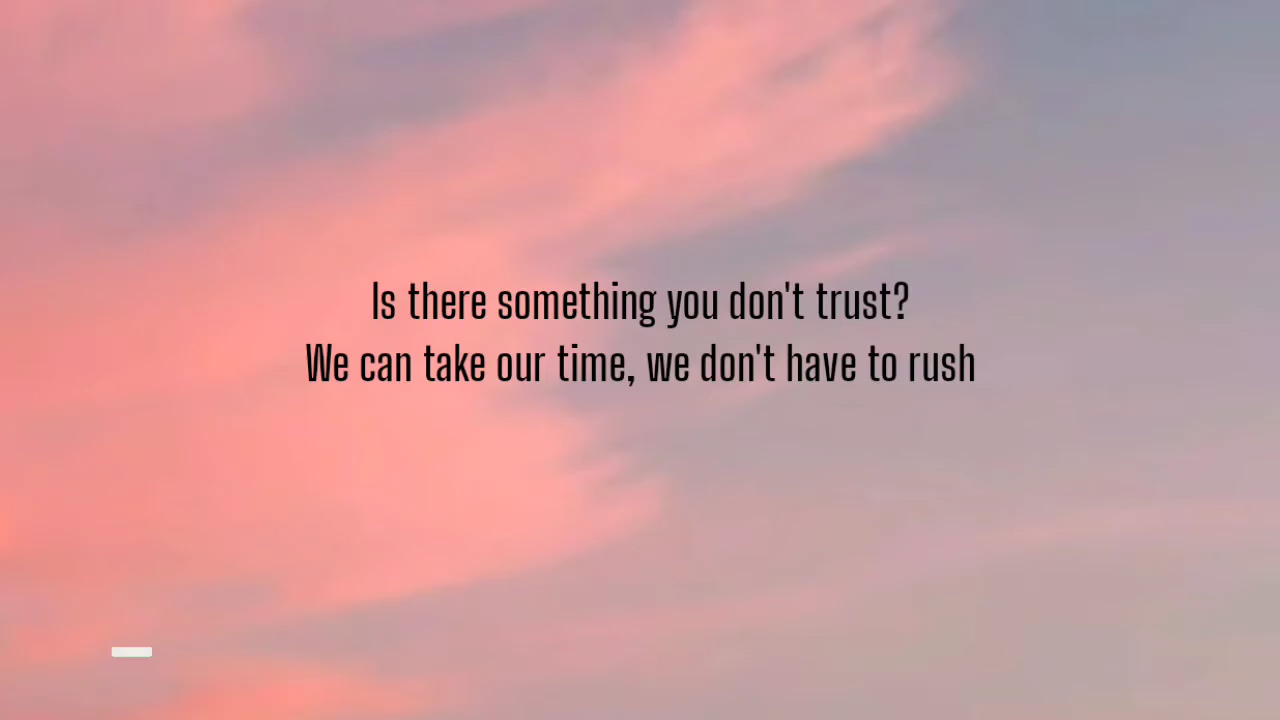 Is there something you don't trust?
We can take our time, we don't have to rush